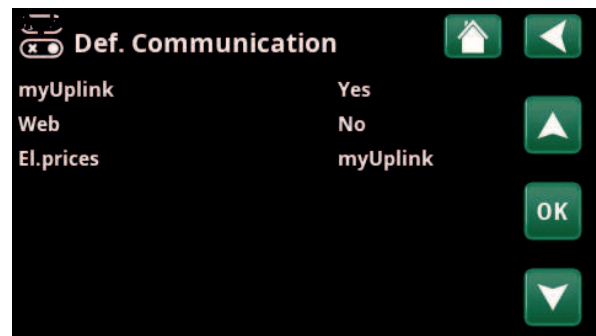 Def. Communication
myUplink Yes
Web No
El.prices myUplink
OK